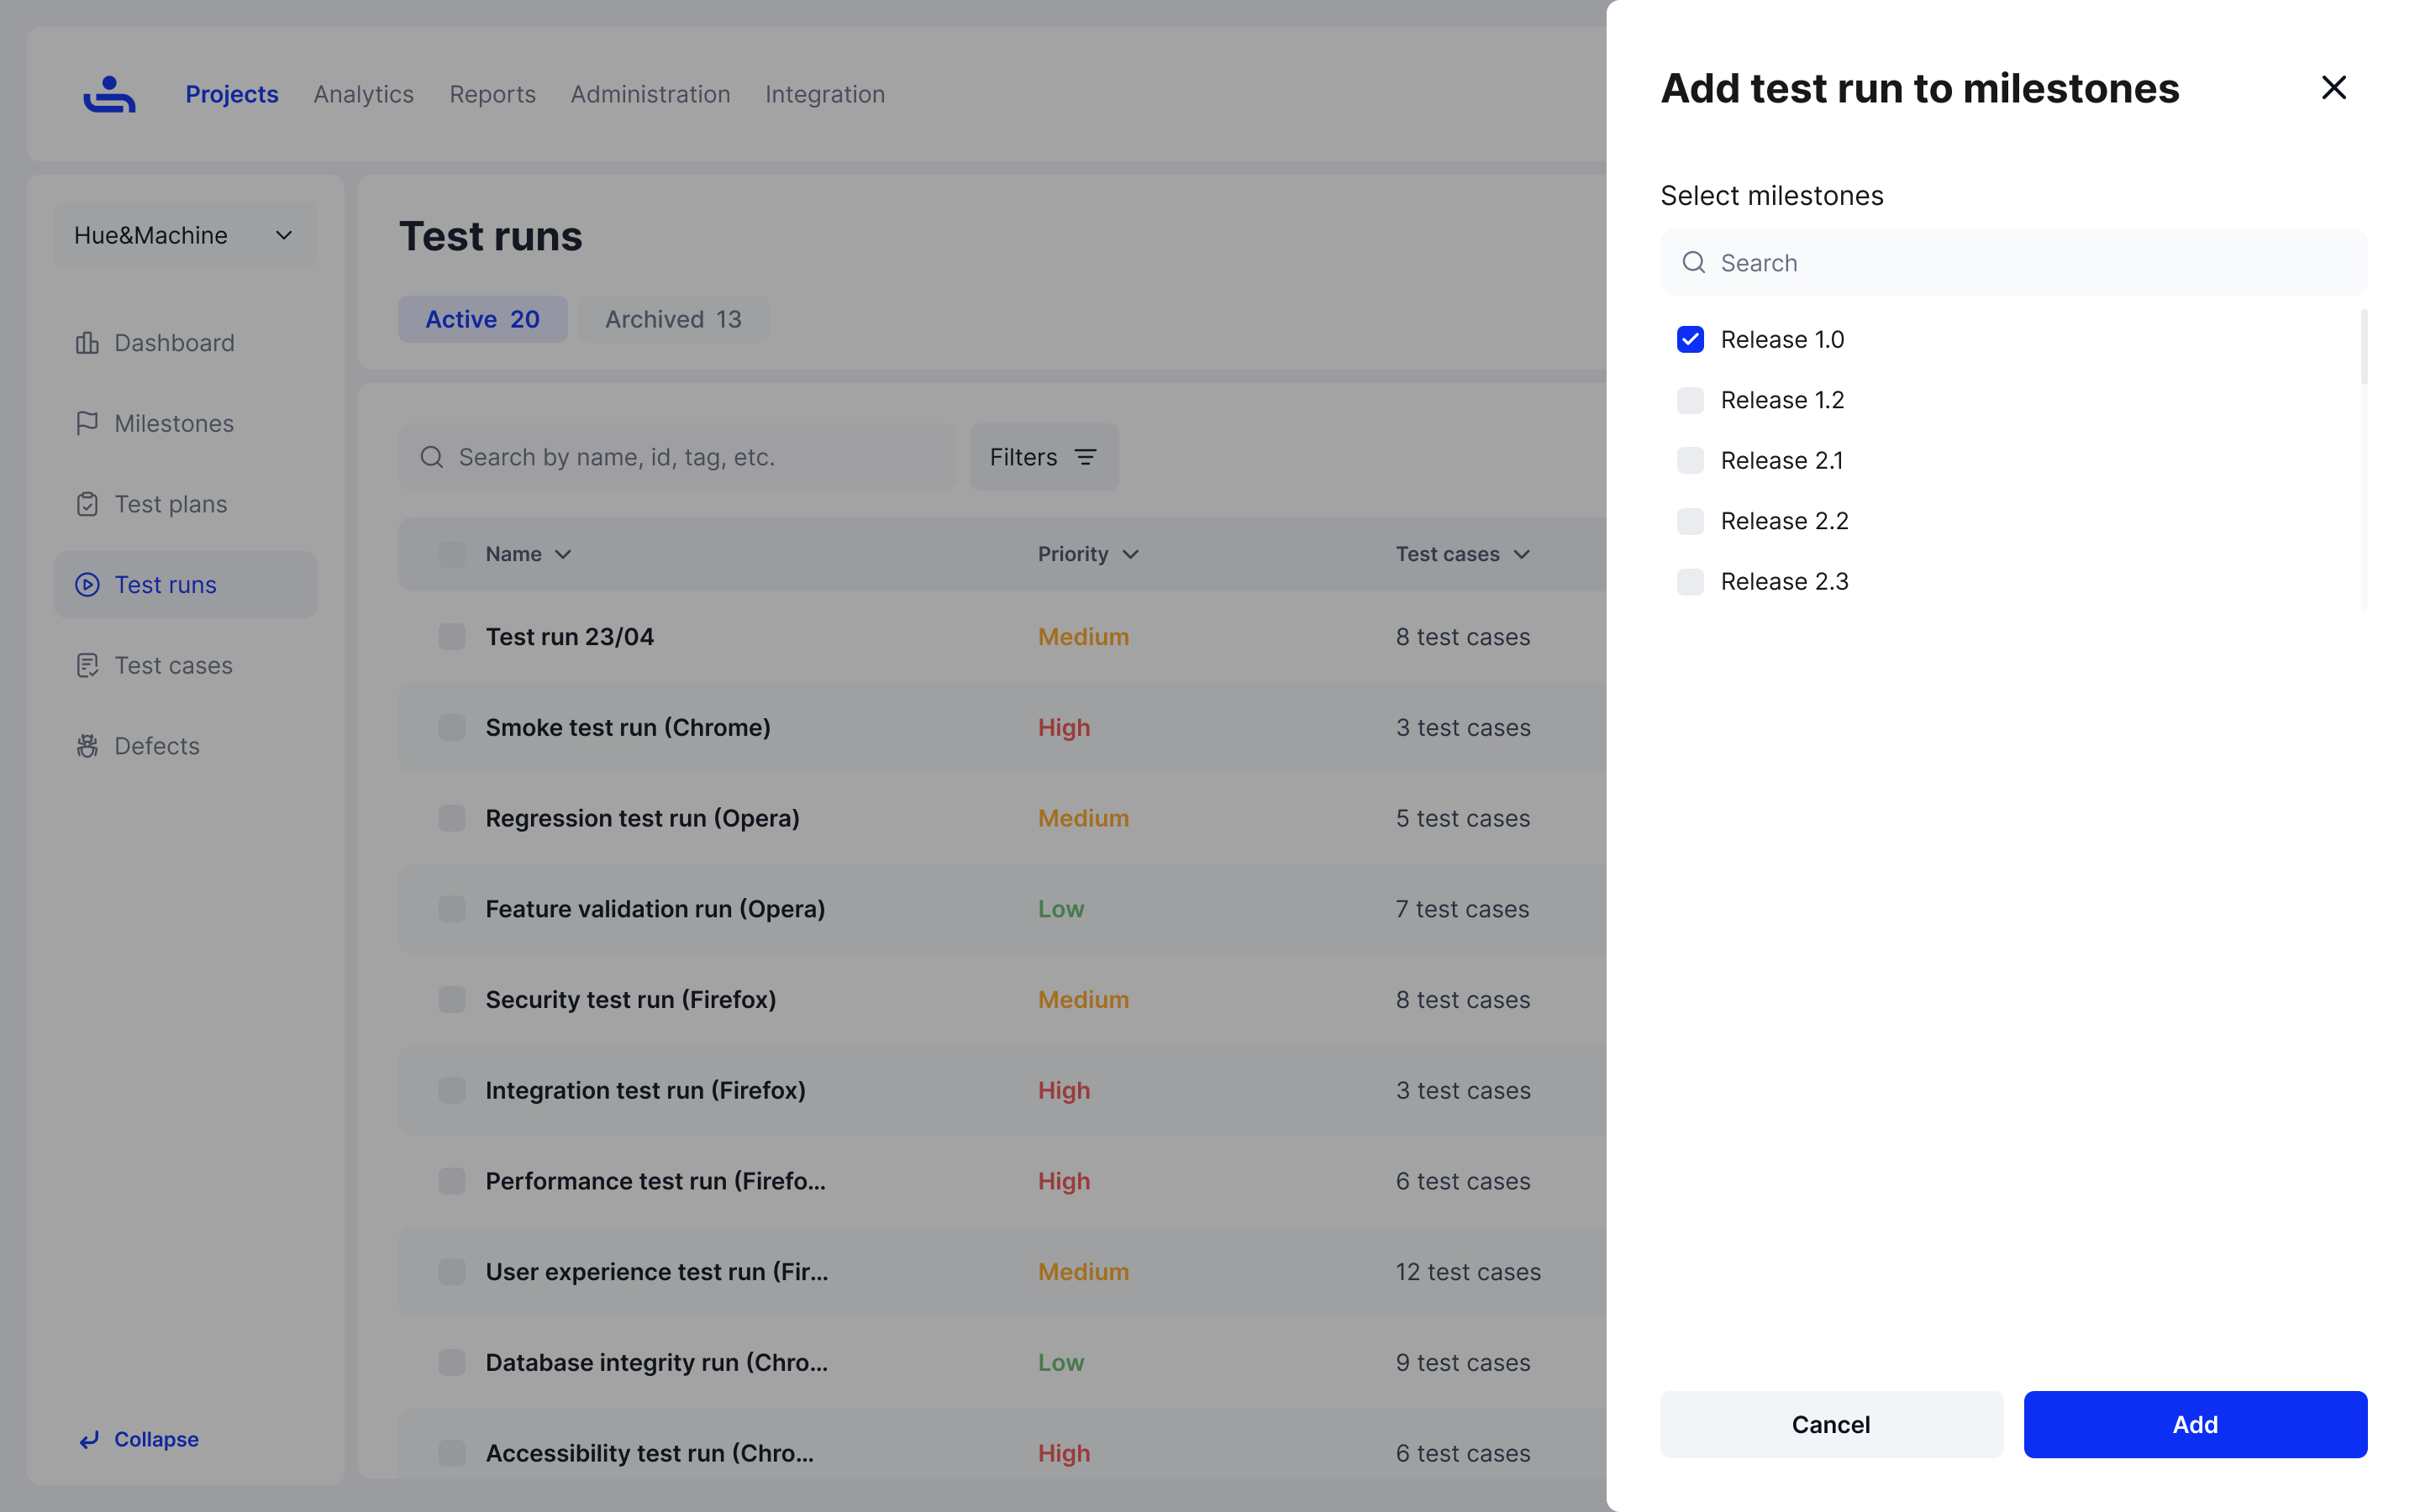 Projects Analytics Reports Administration Integration
Hue&Machine
Dashboard
Milestones
Test plans
Test runs
Test cases
Defects
Collapse
Test runs
Active 20 Archived 13
Search by name, id, tag, etc. Filters
Name Priority Test cases
Test run 23/04 Medium 8 test cases
Smoke test run (Chrome) High 3 test cases
Regression test run (Opera) Medium 5 test cases
Feature validation run (Opera) Low 7 test cases
Security test run (Firefox) Medium 8 test cases
Integration test run (Firefox) High 3 test cases
Performance test run (Firefo... High 6 test cases
User experience test run (Fir... Medium 12 test cases
Database integrity run (Chro... Low 9 test cases
Accessibility test run (Chro... High 6 test cases
Add test run to milestones
Select milestones
Search
Release 1.0
Release 1.2
Release 2.1
Release 2.2
Release 2.3
Cancel Add